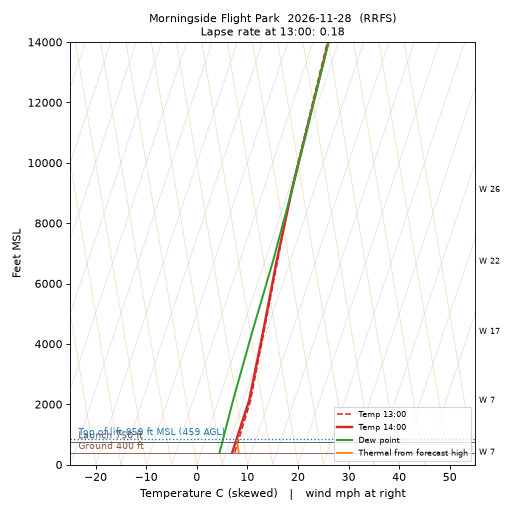 Morningside Flight Park  2026-11-28  (RRFS)
Lapse rate at 13:00: 0.18
14000
12000
10000
8000
6000
4000
2000
0
Feet MSL
W 26
W 22
W 17
W 7
W 7
Top of lift 859 ft MSL (459 AGL)
Launch 750 ft
Ground 400 ft
Temp 13:00
Temp 14:00
Dew point
Thermal from forecast high
−20
−10
0
10
20
30
40
50
Temperature C (skewed)   |   wind mph at right